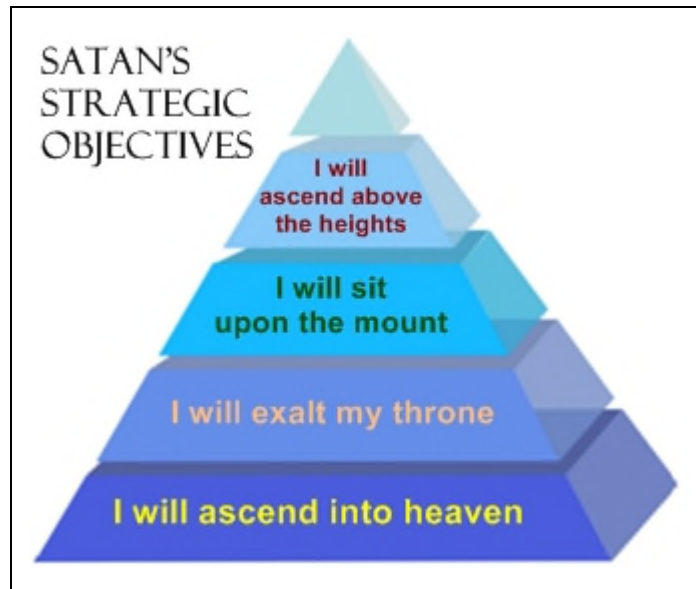 SATAN'S
STRATEGIC
OBJECTIVES
I will
ascend above
the heights
I will sit
upon the mount
I will exalt my throne
I will ascend into heaven